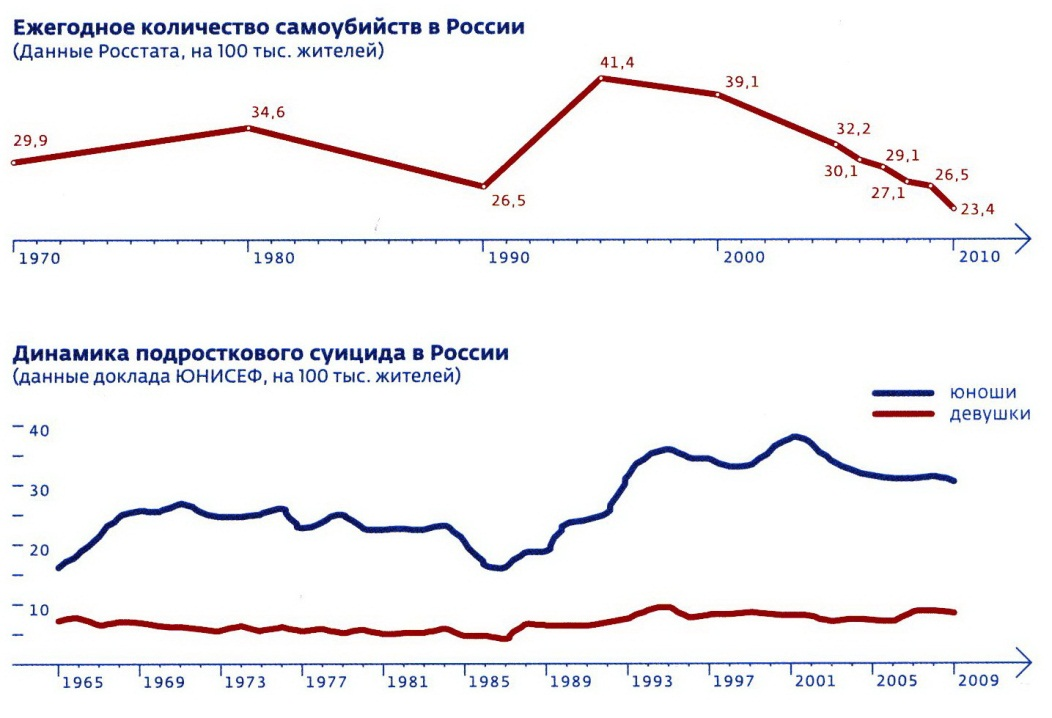 Ежегодное количество самоубийств в России
(Данные Росстата, на 100 тыс. жителей)
41,4
39,1
34,6
32,2
29,9
29,1
30,1
26,5
27,1
26,5
23,4
1970 1980 1990 2000 2010
Динамика подросткового суицида в России
(данные доклада ЮНИСЕФ, на 100 тыс. жителей)
юноши
девушки
40
30
20
10
1965 1969 1973 1977 1981 1985 1989 1993 1997 2001 2005 2009